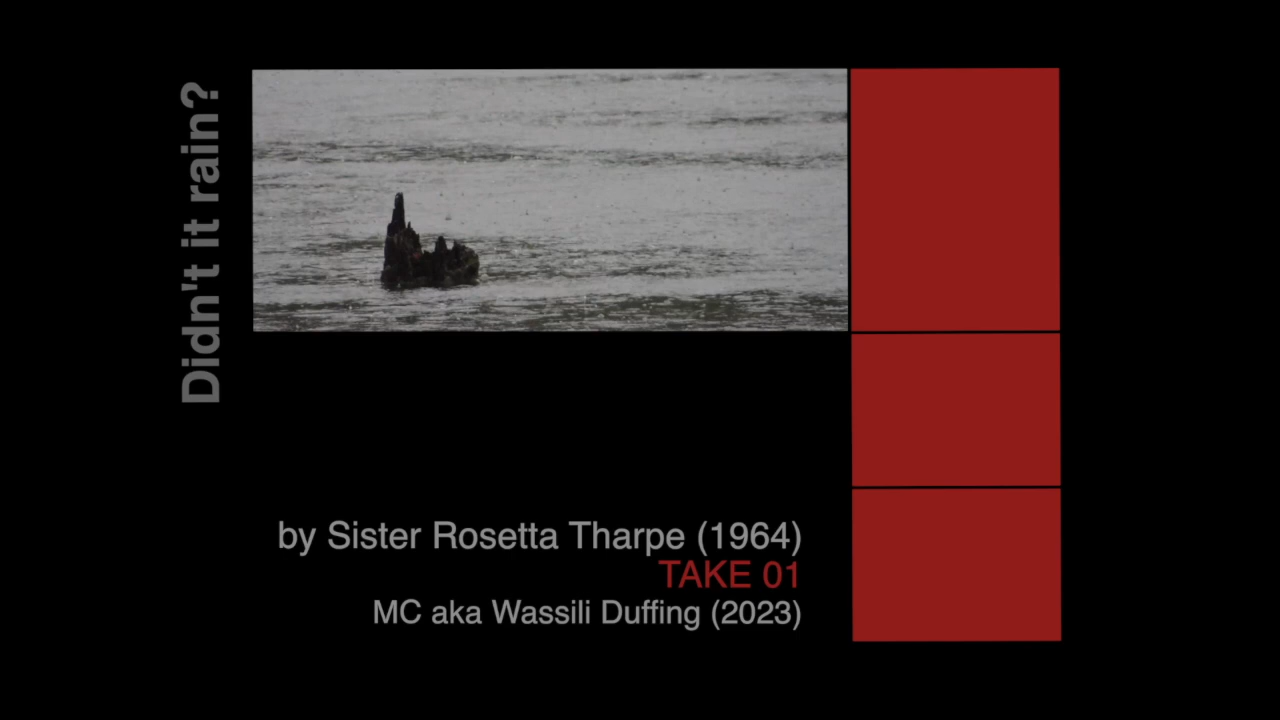 Didn't it rain?
by Sister Rosetta Tharpe (1964)
TAKE 01
MC aka Wassili Duffing (2023)